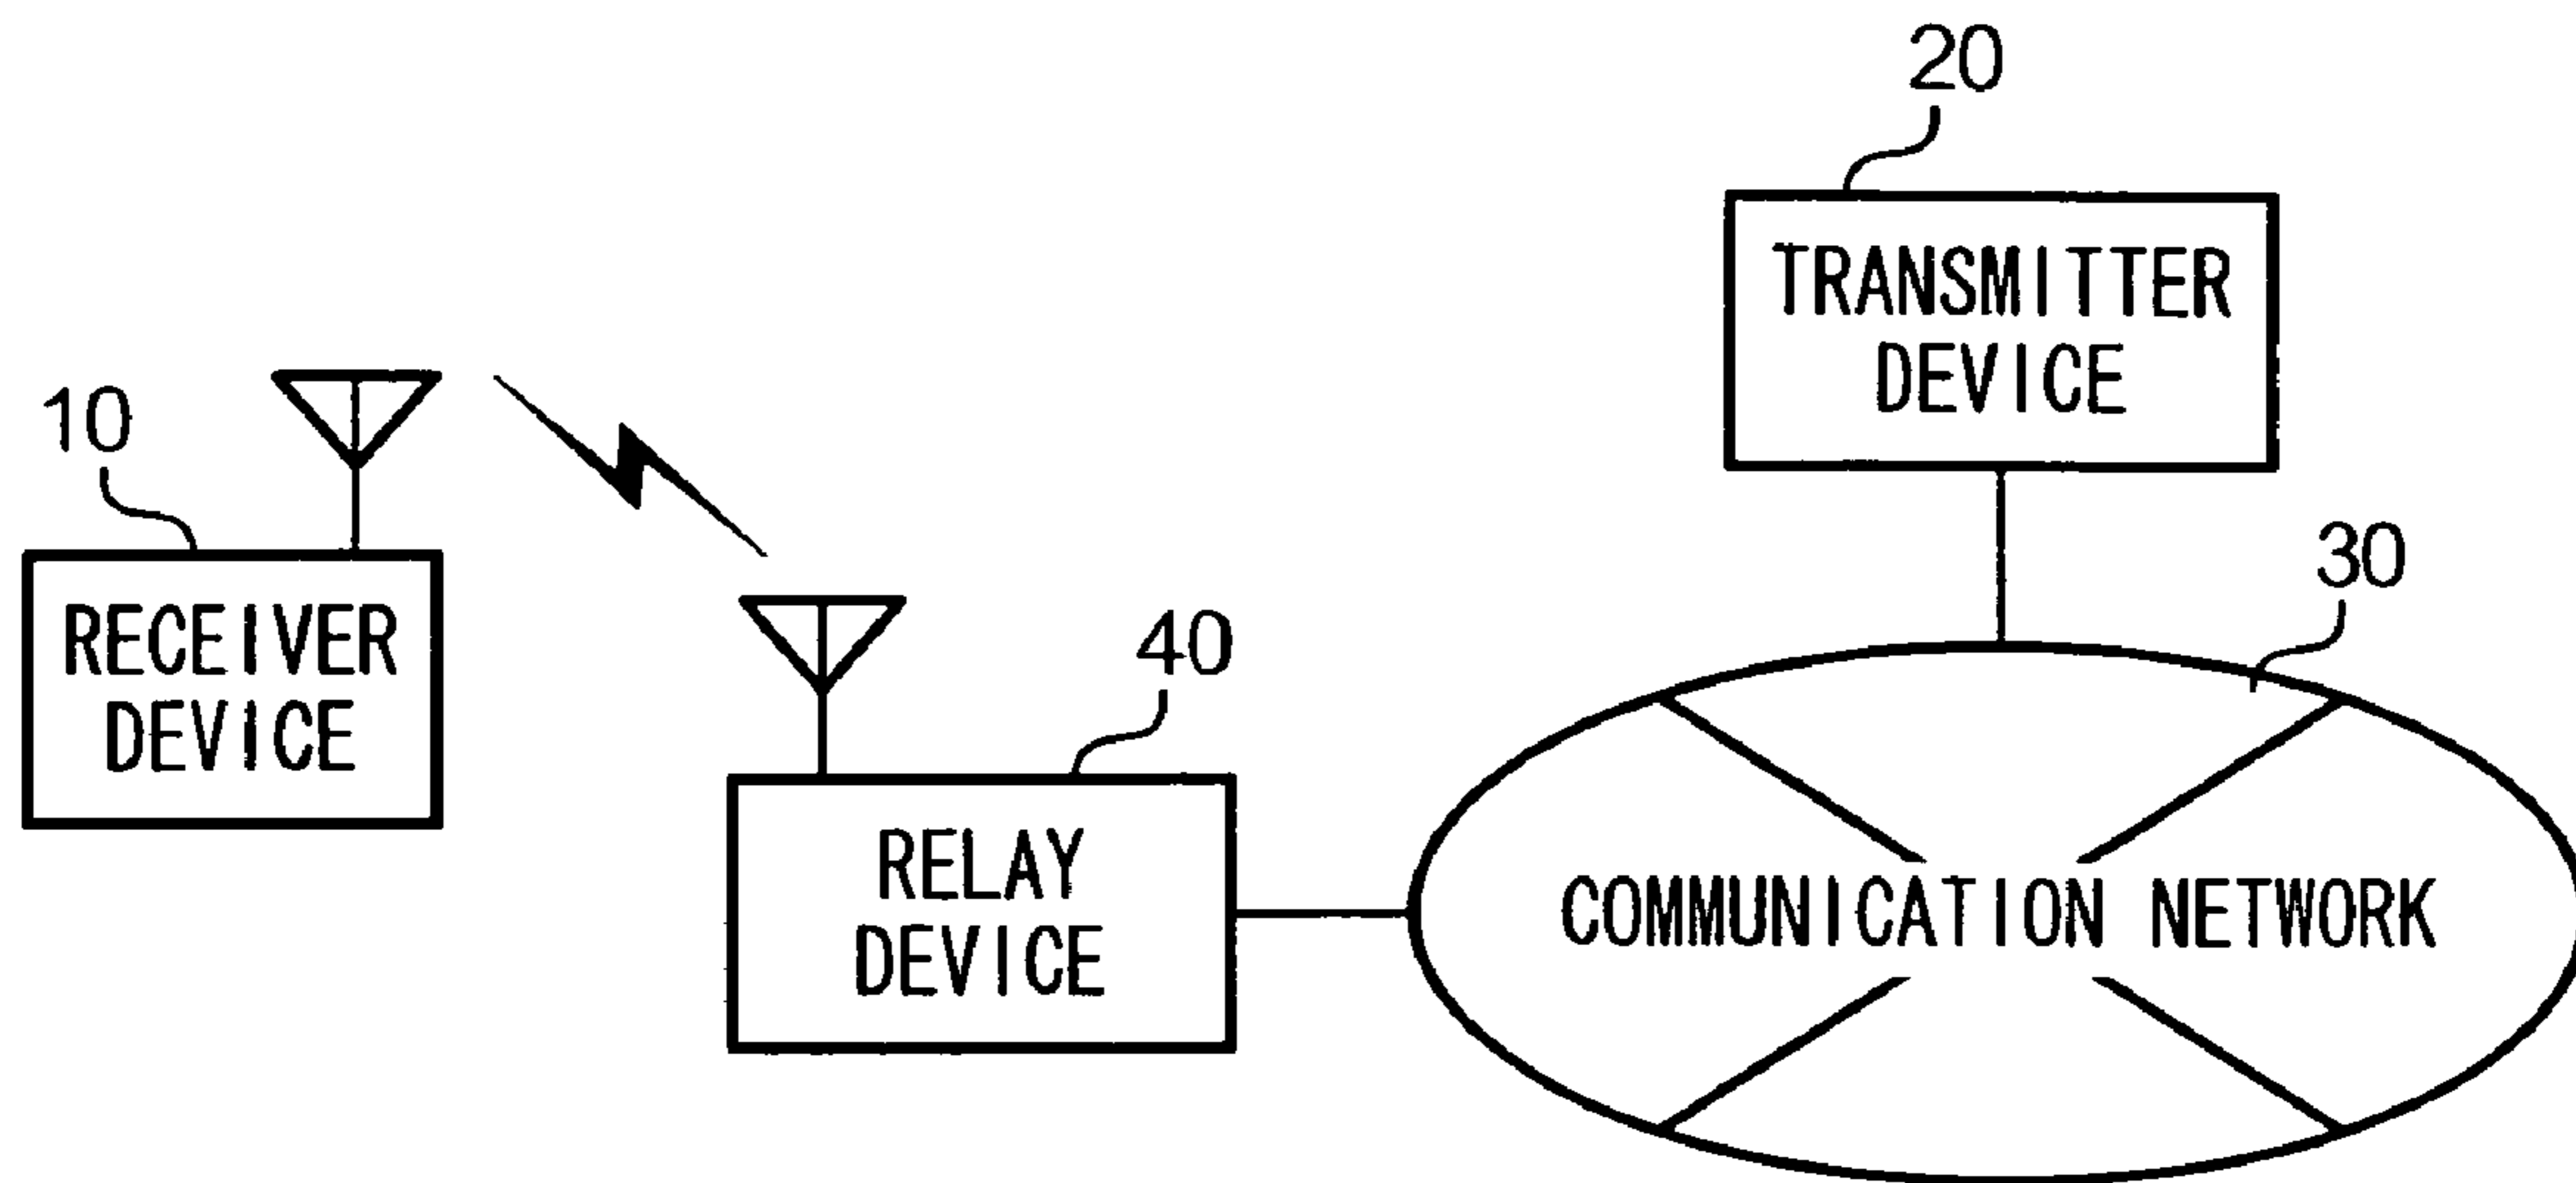 20
TRANSMITTER
DEVICE
10
30
RECEIVER
DEVICE
40
RELAY
DEVICE
COMMUNICATION NETWORK